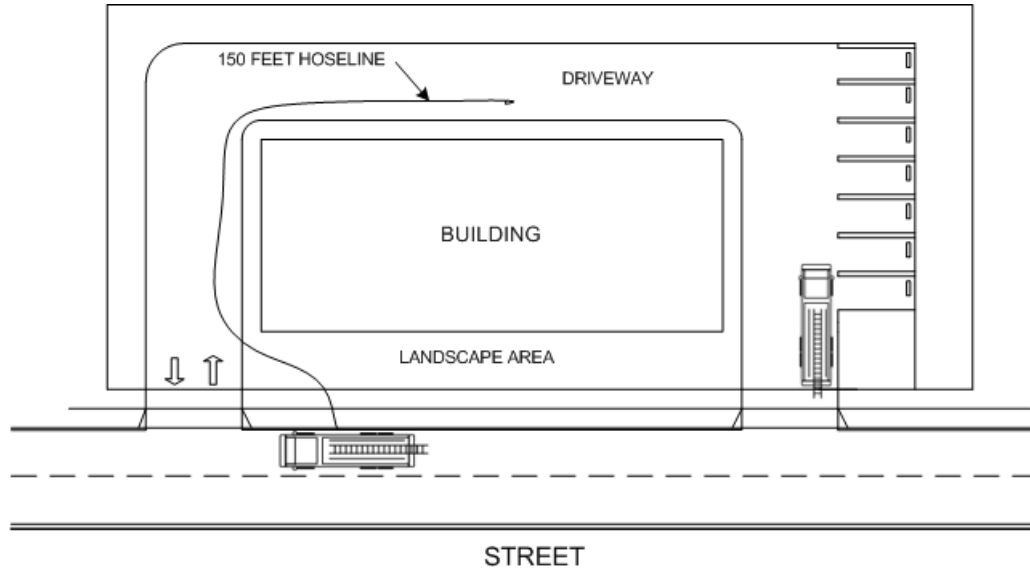 150 FEET HOSELINE
DRIVEWAY
BUILDING
LANDSCAPE AREA
STREET